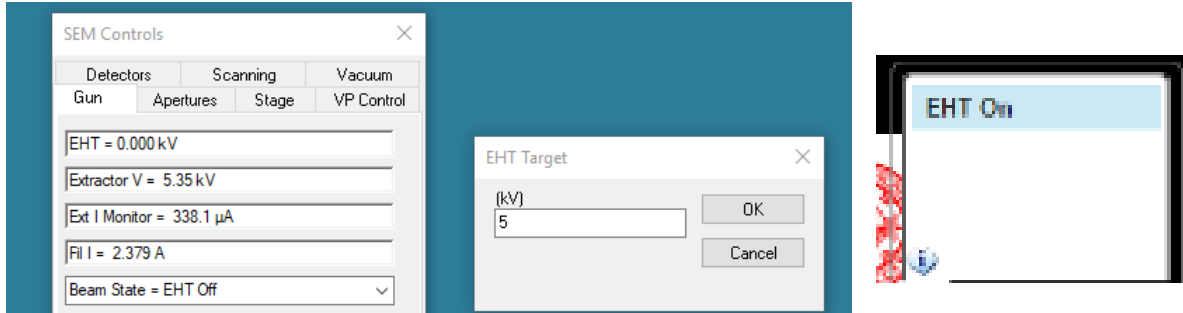 SEM Controls
Detectors Scanning Vacuum
Gun Apertures Stage VP Control
EHT = 0.000 kV
Extractor V = 5.35 kV
Ext I Monitor = 338.1 µA
Fil I = 2.379 A
Beam State = EHT Off
EHT Target
(kV)
5
OK
Cancel
EHT On